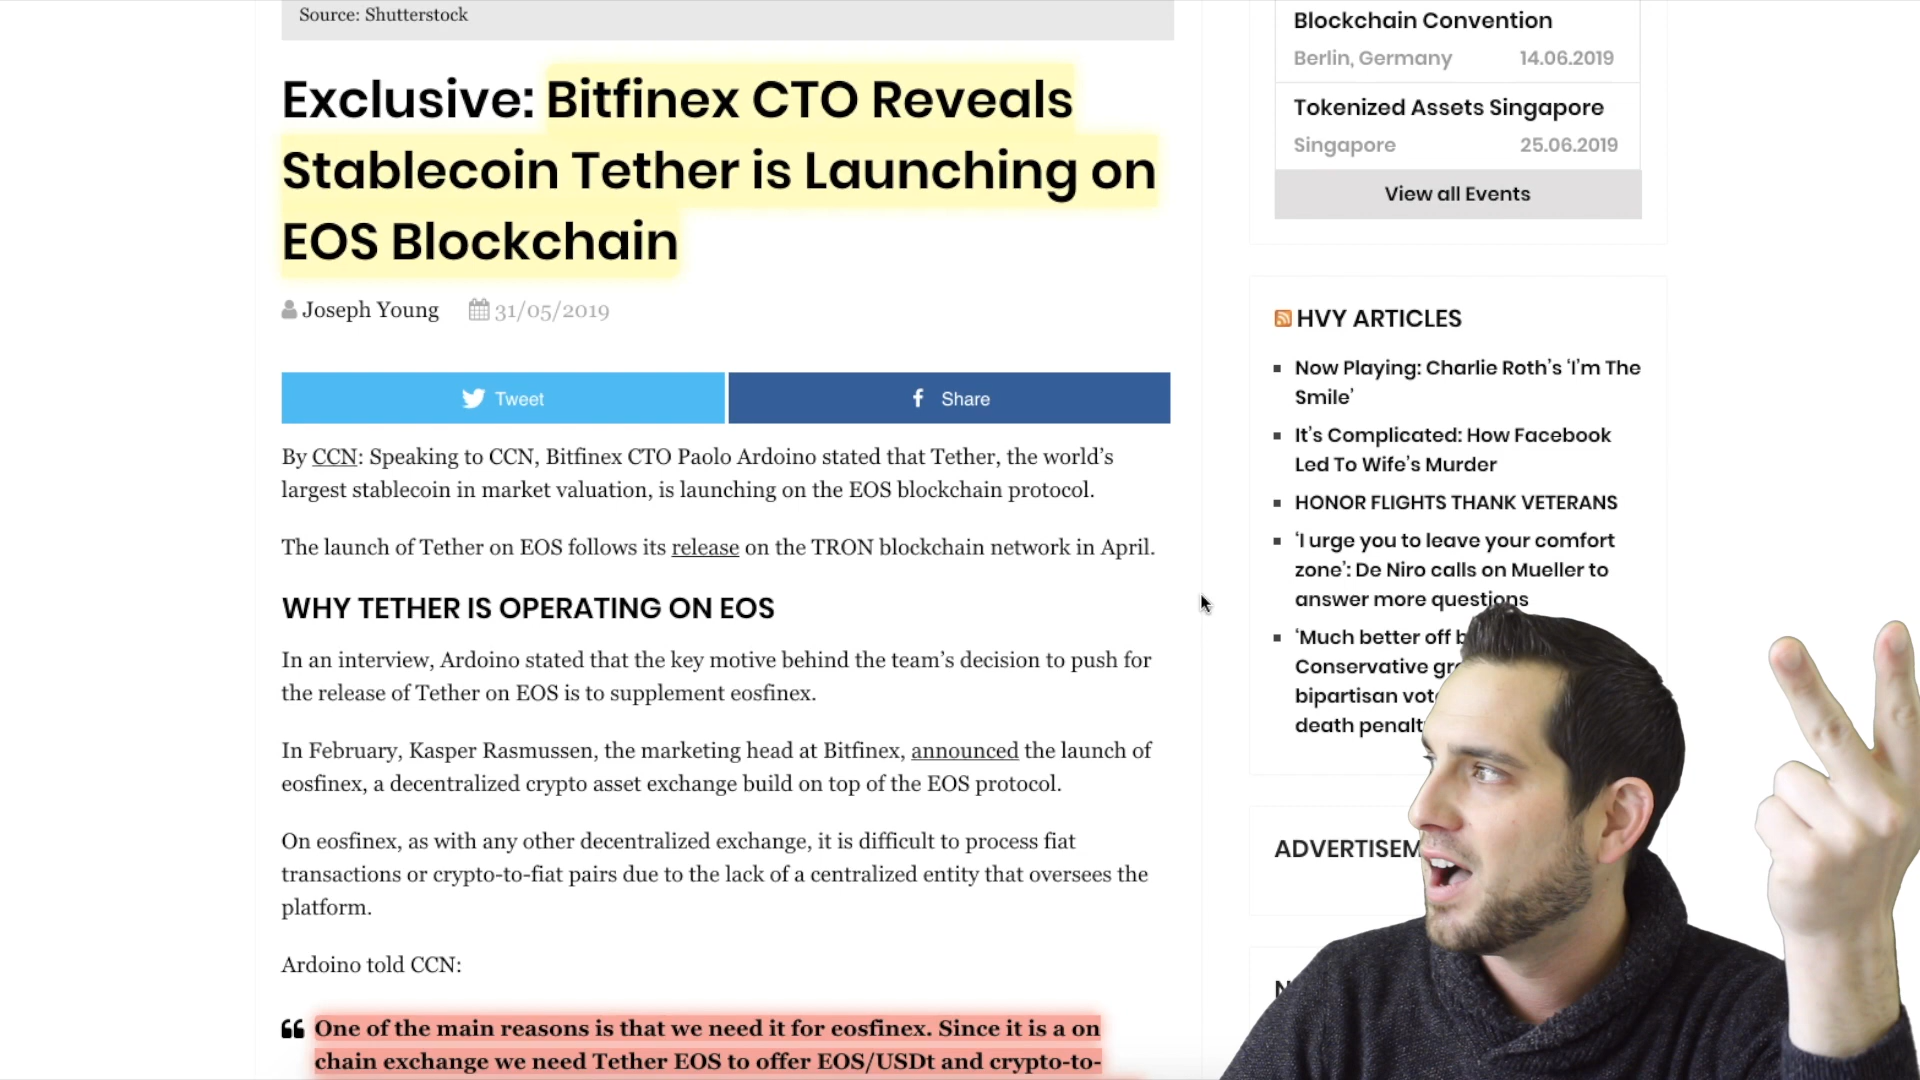 Source: Shutterstock
Exclusive: Bitfinex CTO Reveals
Stablecoin Tether is Launching on
EOS Blockchain
Joseph Young 31/05/2019
Tweet Share
By CCN: Speaking to CCN, Bitfinex CTO Paolo Ardoino stated that Tether, the world’s
largest stablecoin in market valuation, is launching on the EOS blockchain protocol.
The launch of Tether on EOS follows its release on the TRON blockchain network in April.
WHY TETHER IS OPERATING ON EOS
In an interview, Ardoino stated that the key motive behind the team’s decision to push for
the release of Tether on EOS is to supplement eosfinex.
In February, Kasper Rasmussen, the marketing head at Bitfinex, announced the launch of
eosfinex, a decentralized crypto asset exchange build on top of the EOS protocol.
On eosfinex, as with any other decentralized exchange, it is difficult to process fiat
transactions or crypto-to-fiat pairs due to the lack of a centralized entity that oversees the
platform.
Ardoino told CCN:
One of the main reasons is that we need it for eosfinex. Since it is a on
chain exchange we need Tether EOS to offer EOS/USDt and crypto-to-
Blockchain Convention
Berlin, Germany 14.06.2019
Tokenized Assets Singapore
Singapore 25.06.2019
View all Events
HVY ARTICLES
Now Playing: Charlie Roth’s ‘I’m The
Smile’
It’s Complicated: How Facebook
Led To Wife’s Murder
HONOR FLIGHTS THANK VETERANS
‘I urge you to leave your comfort
zone’: De Niro calls on Mueller to
answer more questions
‘Much better off
Conservative
bipartisan
death